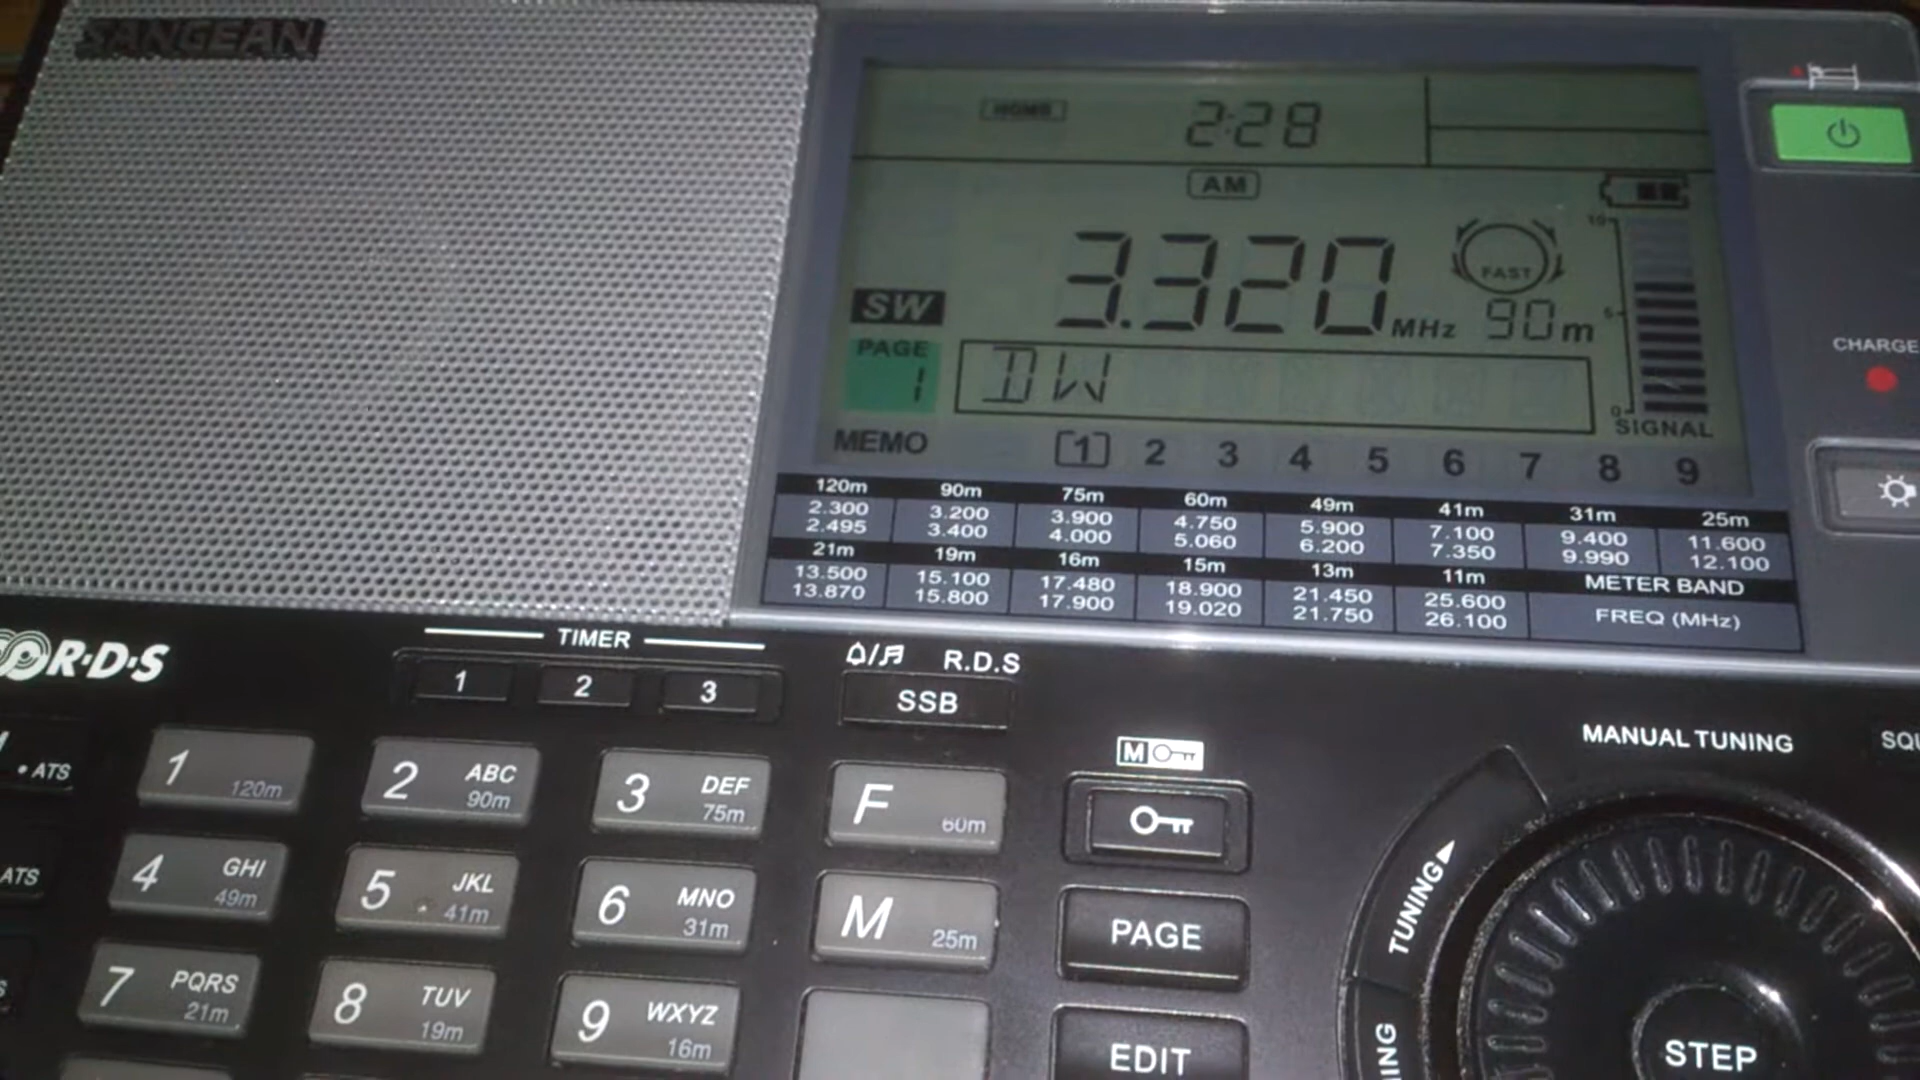 SANGEAN
HOME 2:28
AM
10
3.320 MHz
FAST
90m
SW
5
PAGE
1
DW
0
SIGNAL
MEMO 1 2 3 4 5 6 7 8 9
CHARGE
120m 90m 75m 60m 49m 41m 31m 25m
2.300 3.200 3.900 4.750 5.900 7.100 9.400 11.600
2.495 3.400 4.000 5.060 6.200 7.350 9.990 12.100
21m 19m 16m 15m 13m 11m METER BAND
13.500 15.100 17.480 18.900 21.450 25.600 FREQ (MHz)
13.870 15.800 17.900 19.020 21.750 26.100
R·D·S
TIMER
1 2 3
R.D.S
SSB
MANUAL TUNING
• ATS
1 120m
2 ABC 90m
3 DEF 75m
F 60m
M
ATS
4 GHI 49m
5 JKL 41m
6 MNO 31m
M 25m
PAGE
TUNING
7 PQRS 21m
8 TUV 19m
9 WXYZ 16m
EDIT
STEP